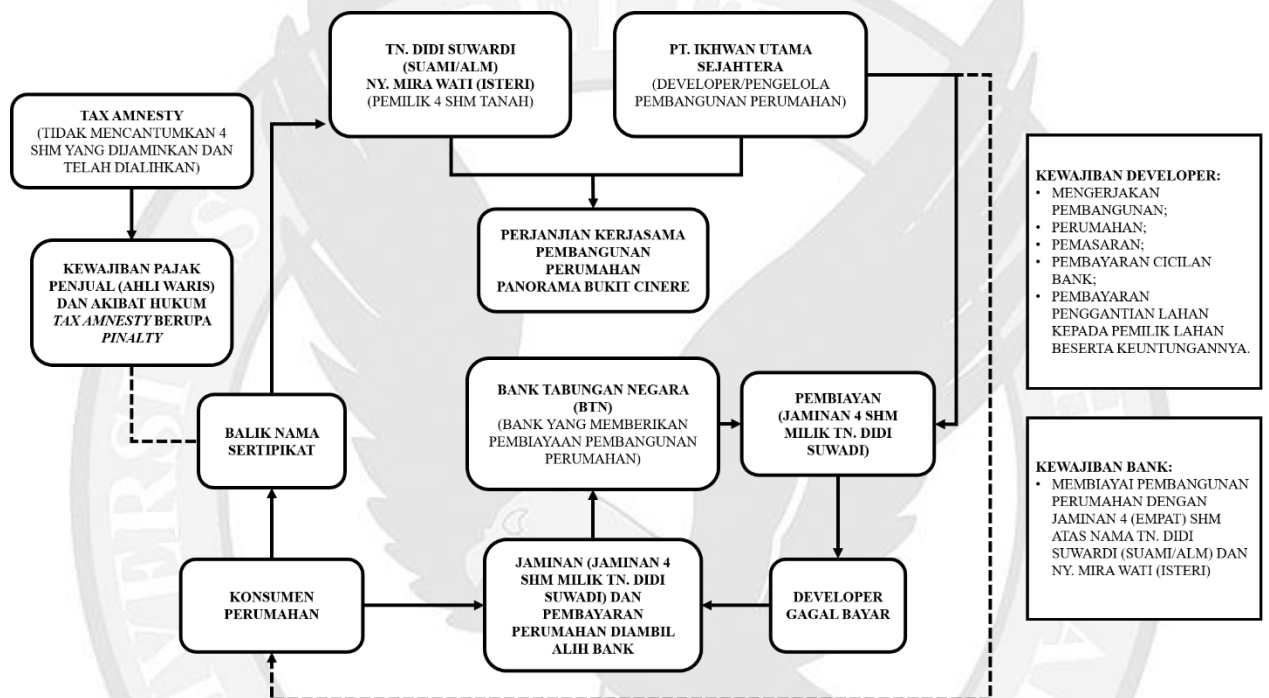 TN. DIDI SUWARDI
(SUAMI/ALM)
NY. MIRA WATI (ISTERI)
(PEMILIK 4 SHM TANAH)
PT. IKHWAN UTAMA
SEJAHTERA
(DEVELOPER/PENGELOLA
PEMBANGUNAN PERUMAHAN)
TAX AMNESTY
(TIDAK MENCANTUMKAN 4
SHM YANG DIJAMINKAN DAN
TELAH DIALIHKAN)
KEWAJIBAN PAJAK
PENJUAL (AHLI WARIS)
DAN AKIBAT HUKUM
TAX AMNESTY BERUPA
PINALTY
PERJANJIAN KERJASAMA
PEMBANGUNAN
PERUMAHAN
PANORAMA BUKIT CINERE
KEWAJIBAN DEVELOPER:
• MENGERJAKAN
PEMBANGUNAN;
• PERUMAHAN;
• PEMASARAN;
• PEMBAYARAN CICILAN
BANK;
• PEMBAYARAN
PENGGANTIAN LAHAN
KEPADA PEMILIK LAHAN
BESERTA KEUNTUNGANNYA.
BALIK NAMA
SERTIPIKAT
BANK TABUNGAN NEGARA
(BTN)
(BANK YANG MEMBERIKAN
PEMBIAYAAN PEMBANGUNAN
PERUMAHAN)
PEMBIAYAN
(JAMINAN 4 SHM
MILIK TN. DIDI
SUWADI)
KEWAJIBAN BANK:
• MEMBIAYAI PEMBANGUNAN
PERUMAHAN DENGAN
JAMINAN 4 (EMPAT) SHM
ATAS NAMA TN. DIDI
SUWARDI (SUAMI/ALM) DAN
NY. MIRA WATI (ISTERI)
KONSUMEN
PERUMAHAN
JAMINAN (JAMINAN 4
SHM MILIK TN. DIDI
SUWADI) DAN
PEMBAYARAN
PERUMAHAN DIAMBIL
ALIH BANK
DEVELOPER
GAGAL BAYAR